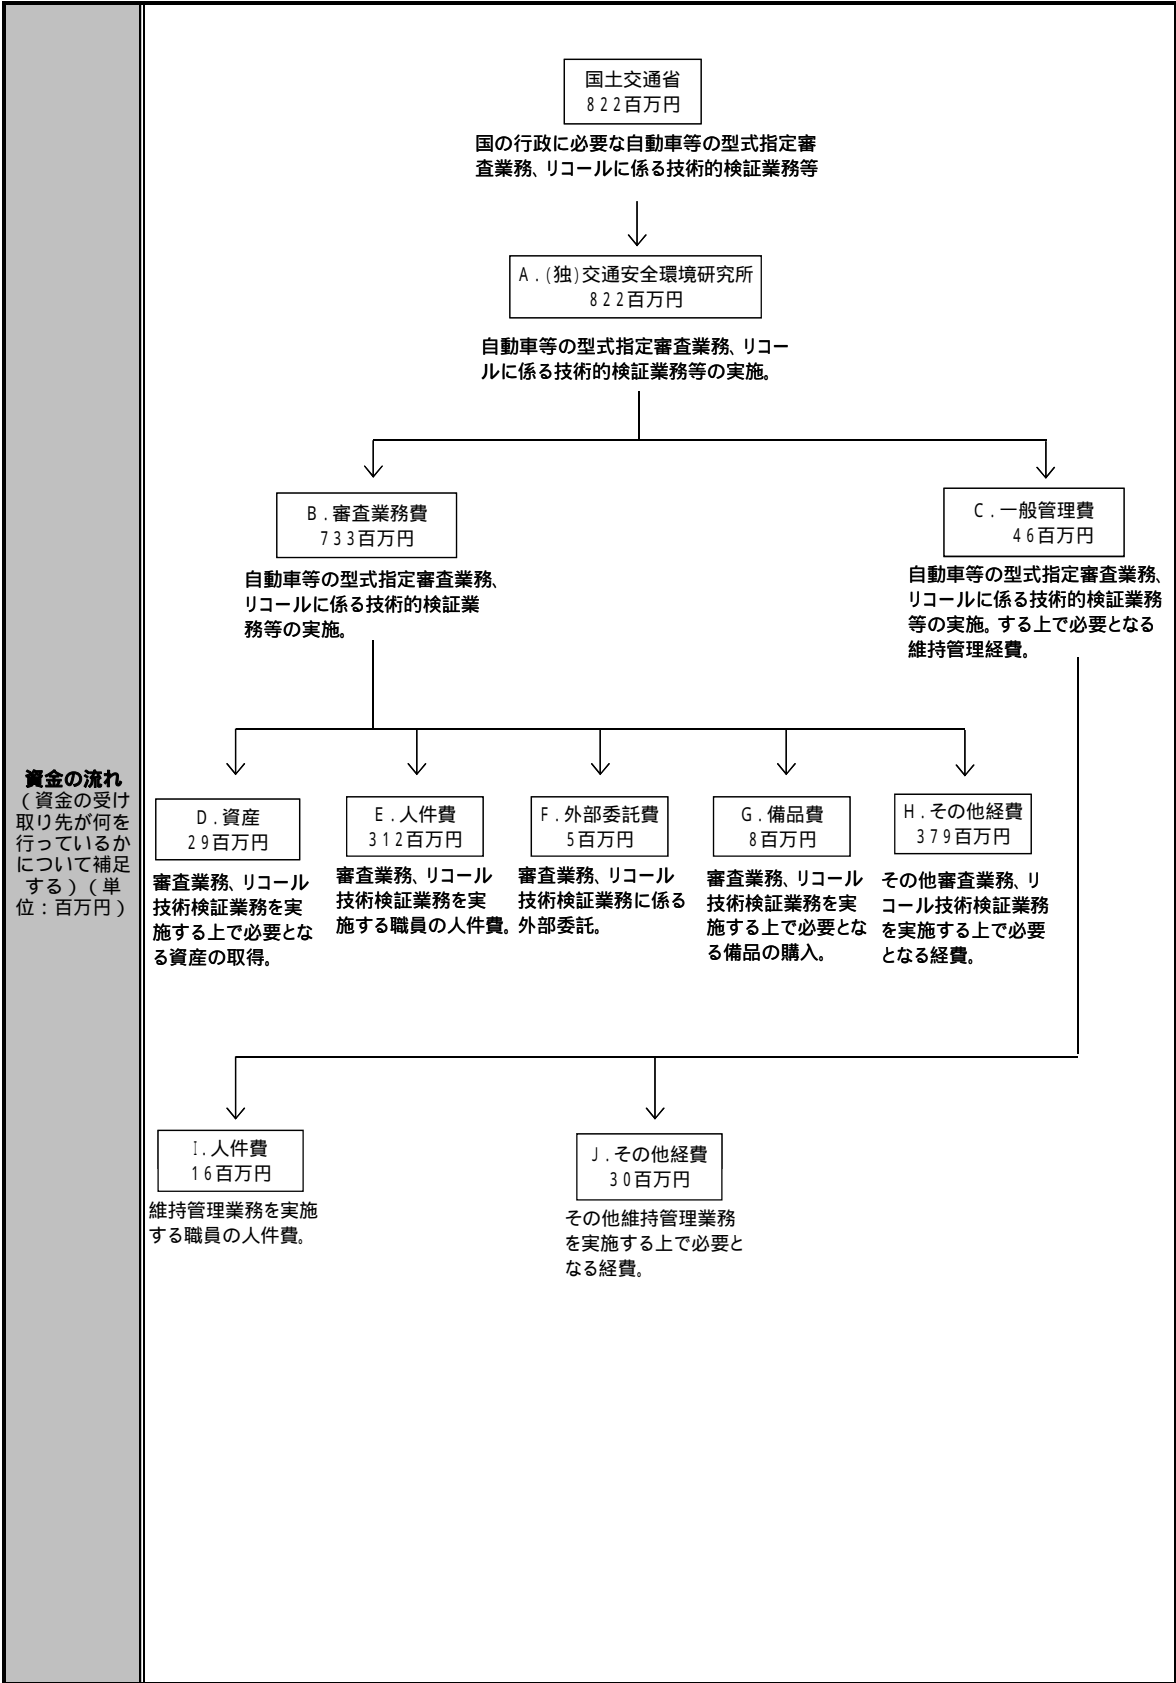 資金の流れ
(資金の受け
取り先が何を
行っているか
について補足
する)(単
位:百万円)
国土交通省
822百万円
国の行政に必要な自動車等の型式指定審
査業務、リコールに係る技術的検証業務等
A.(独)交通安全環境研究所
822百万円
自動車等の型式指定審査業務、リコー
ルに係る技術的検証業務等の実施。
B.審査業務費
733百万円
自動車等の型式指定審査業務、
リコールに係る技術的検証業
務等の実施。
C.一般管理費
46百万円
自動車等の型式指定審査業務、
リコールに係る技術的検証業務
等の実施。する上で必要となる
維持管理経費。
D.資産
29百万円
審査業務、リコール
技術検証業務を実
施する上で必要とな
る資産の取得。
E.人件費
312百万円
審査業務、リコール
技術検証業務を実
施する職員の人件費。
F.外部委託費
5百万円
審査業務、リコール
技術検証業務に係る
外部委託。
G.備品費
8百万円
審査業務、リコール
技術検証業務を実
施する上で必要とな
る備品の購入。
H.その他経費
379百万円
その他審査業務、リ
コール技術検証業務
を実施する上で必要
となる経費。
I.人件費
16百万円
維持管理業務を実施
する職員の人件費。
J.その他経費
30百万円
その他維持管理業務
を実施する上で必要と
なる経費。